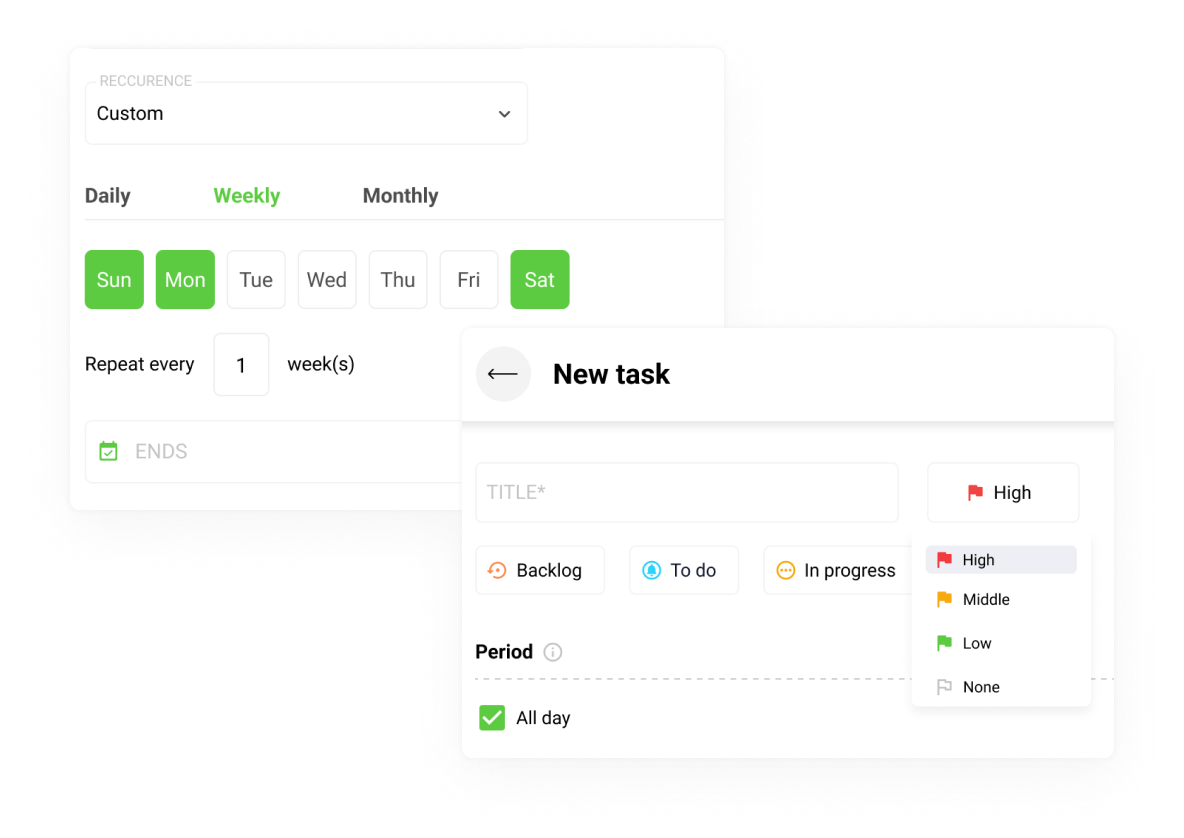 RECCURENCE
Custom
Daily Weekly Monthly
Sun Mon Tue Wed Thu Fri Sat
Repeat every 1 week(s)
ENDS
New task
TITLE*
High
Backlog To do In progress
High
Middle
Low
None
Period
All day